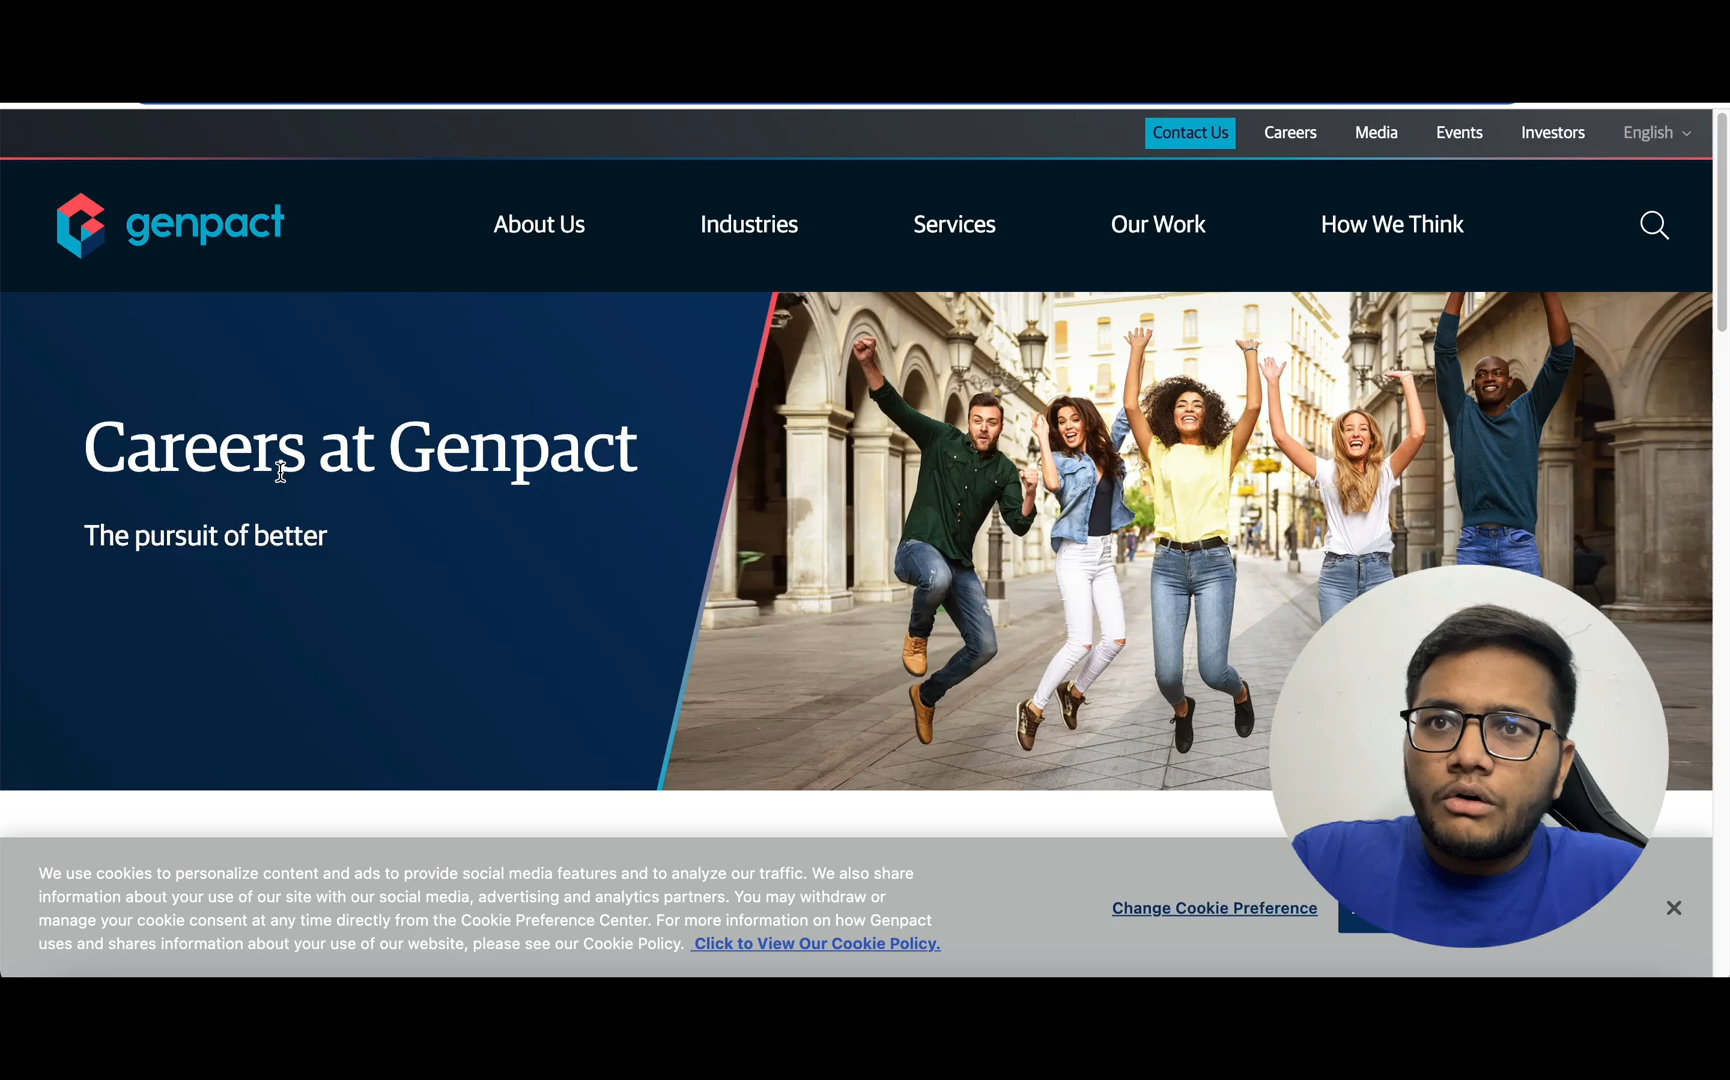 Contact Us
Careers
Media
Events
Investors
English
genpact
About Us
Industries
Services
Our Work
How We Think
Careers at Genpact
The pursuit of better
We use cookies to personalize content and ads to provide social media features and to analyze our traffic. We also share
information about your use of our site with our social media, advertising and analytics partners. You may withdraw or
manage your cookie consent at any time directly from the Cookie Preference Center. For more information on how Genpact
uses and shares information about your use of our website, please see our Cookie Policy. Click to View Our Cookie Policy.
Change Cookie Preference